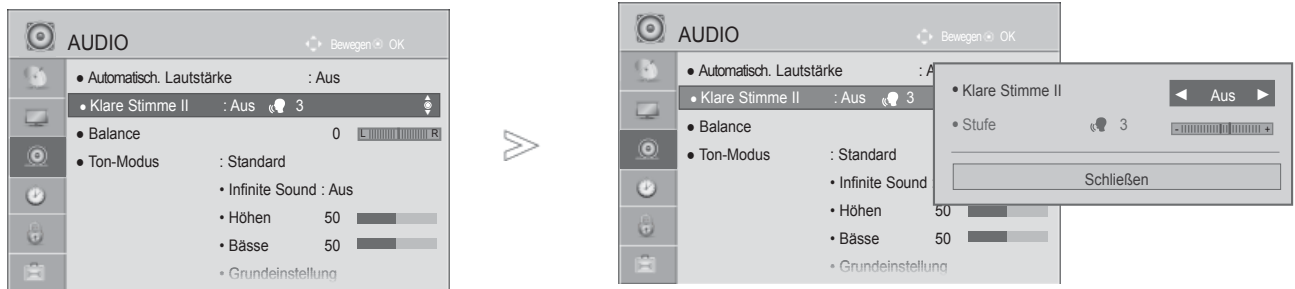 AUDIO
Bewegen OK
● Automatisch. Lautstärke : Aus
● Klare Stimme II : Aus 3
● Balance 0 L R
● Ton-Modus : Standard
• Infinite Sound : Aus
• Höhen 50
• Bässe 50
• Grundeinstellung
AUDIO
Bewegen OK
● Automatisch. Lautstärke : A
● Klare Stimme II : Aus 3
● Balance
● Ton-Modus : Standard
• Infinite Sound :
• Höhen 50
• Bässe 50
• Grundeinstellung
• Klare Stimme II ◀ Aus ▶
• Stufe 3 - +
Schließen